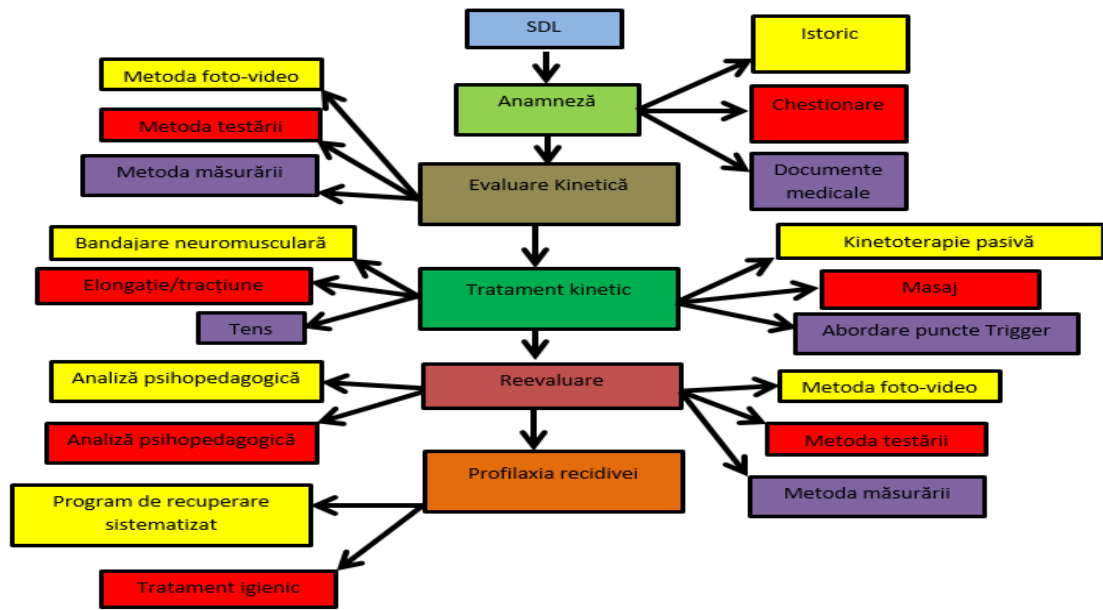 SDL
Istoric
Metoda foto-video
Anamneză
Chestionare
Metoda testării
Metoda măsurării
Documente
medicale
Evaluare Kinetică
Bandajare neuromusculară
Kinetoterapie pasivă
Elongație/tracțiune
Tratament kinetic
Masaj
Tens
Abordare puncte Trigger
Analiză psihopedagogică
Reevaluare
Metoda foto-video
Analiză psihopedagogică
Metoda testării
Profilaxia recidivei
Metoda măsurării
Program de recuperare
sistematizat
Tratament igienic